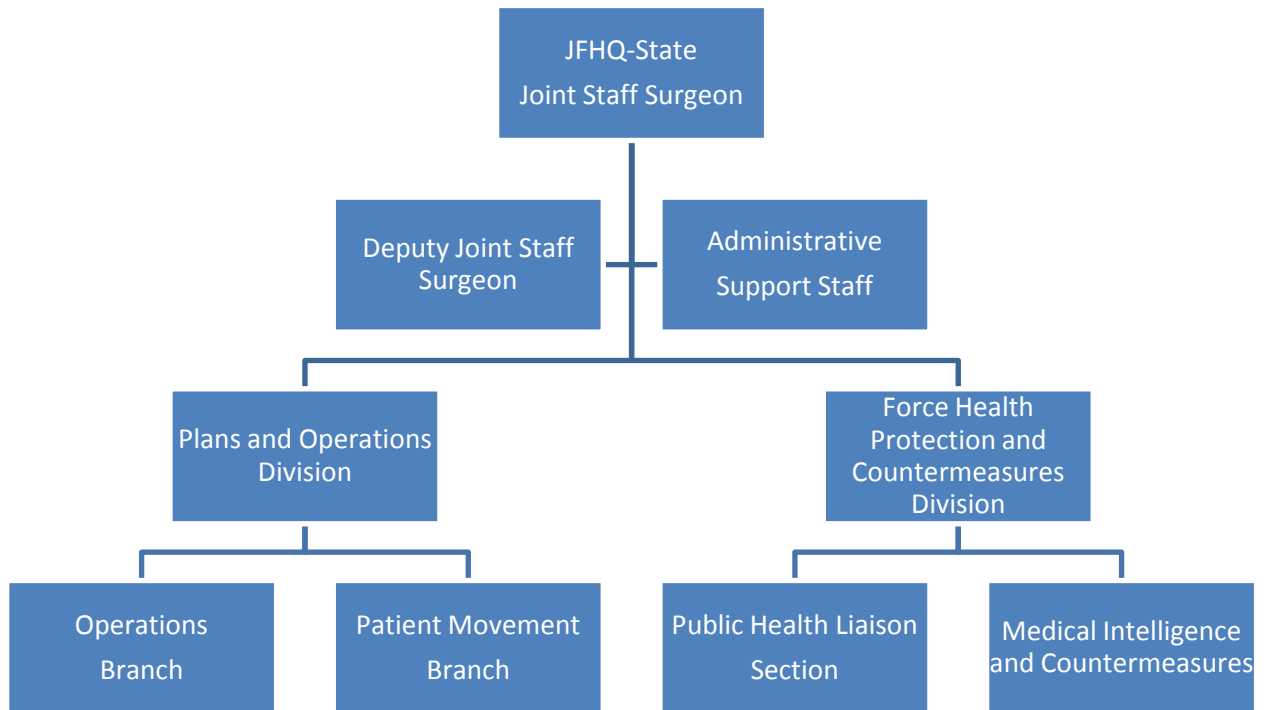 JFHQ-State
Joint Staff Surgeon
Deputy Joint Staff
Surgeon
Administrative
Support Staff
Plans and Operations
Division
Force Health
Protection and
Countermeasures
Division
Operations
Branch
Patient Movement
Branch
Public Health Liaison
Section
Medical Intelligence
and Countermeasures